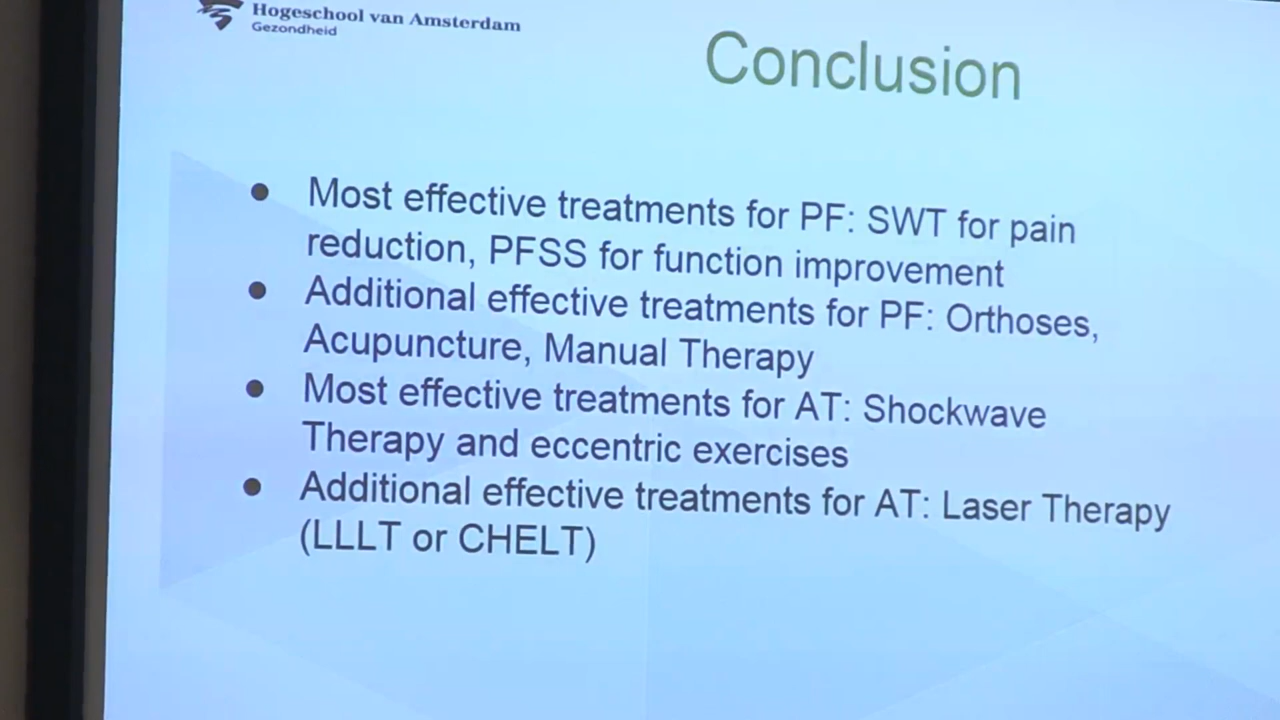 Hogeschool van Amsterdam
Gezondheid
Conclusion
● Most effective treatments for PF: SWT for pain
reduction, PFSS for function improvement
● Additional effective treatments for PF: Orthoses,
Acupuncture, Manual Therapy
● Most effective treatments for AT: Shockwave
Therapy and eccentric exercises
● Additional effective treatments for AT: Laser Therapy
(LLLT or CHELT)